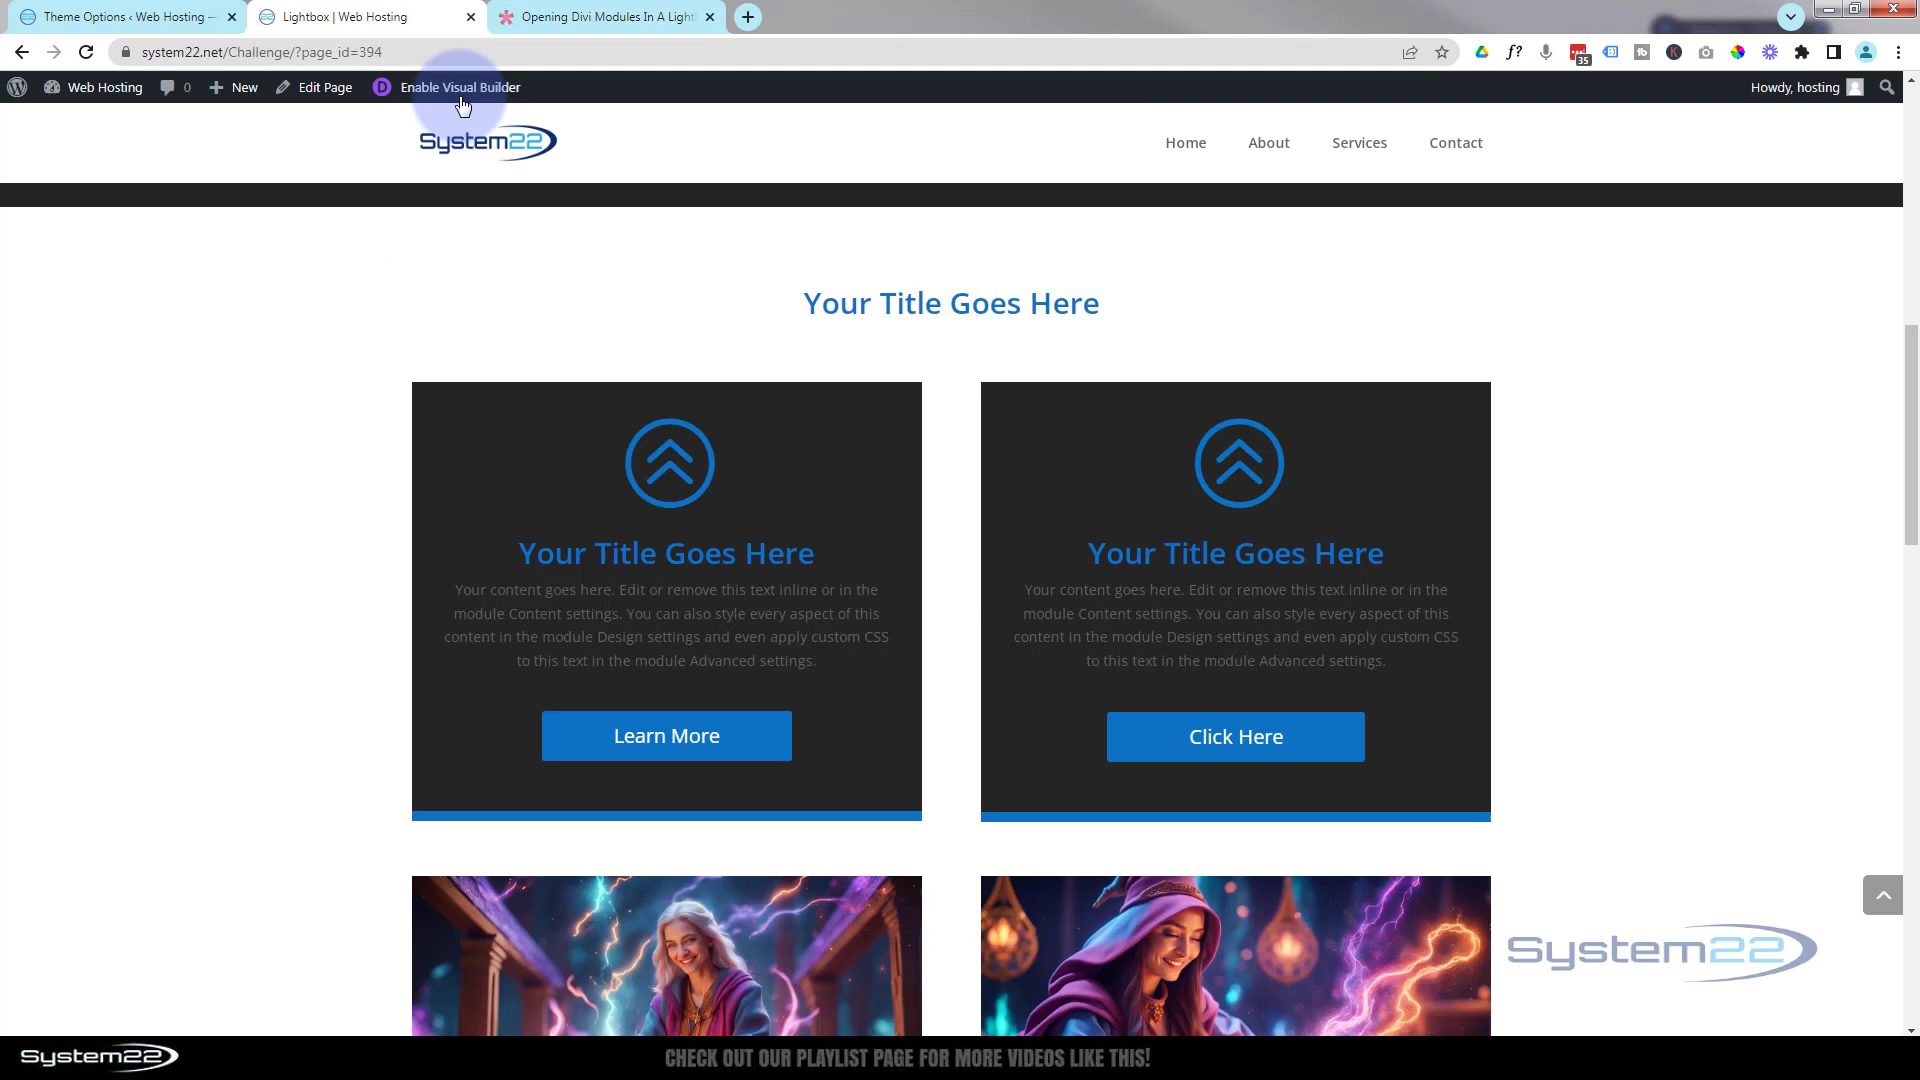 Theme Options ‹ Web Hosting —
Lightbox | Web Hosting
Opening Divi Modules In A Light
system22.net/Challenge/?page_id=394
f?
35
Web Hosting
0
New
Edit Page
D
Enable Visual Builder
Howdy, hosting
System22
Home
About
Services
Contact
Your Title Goes Here
Your Title Goes Here
Your content goes here. Edit or remove this text inline or in the
module Content settings. You can also style every aspect of this
content in the module Design settings and even apply custom CSS
to this text in the module Advanced settings.
Learn More
Your Title Goes Here
Your content goes here. Edit or remove this text inline or in the
module Content settings. You can also style every aspect of this
content in the module Design settings and even apply custom CSS
to this text in the module Advanced settings.
Click Here
System22
System22
CHECK OUT OUR PLAYLIST PAGE FOR MORE VIDEOS LIKE THIS!